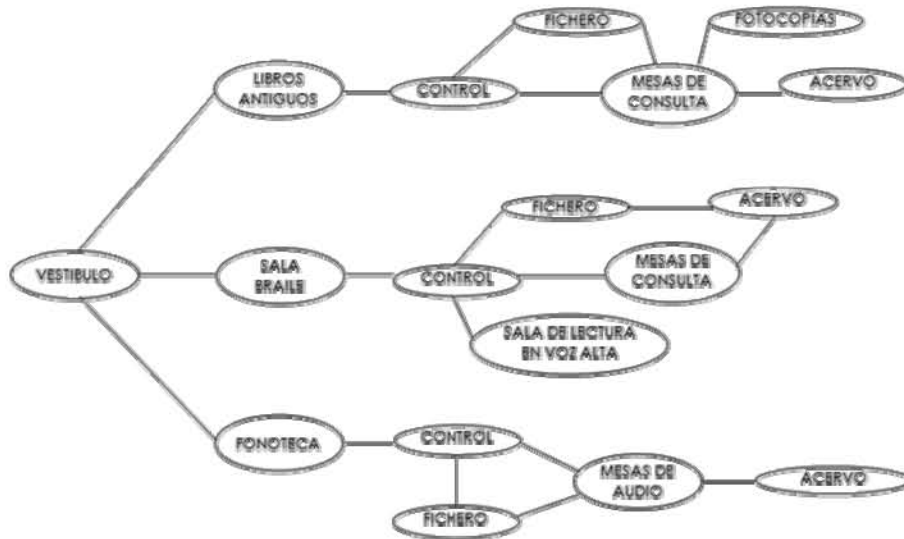 FICHERO
FOTOCOPIAS
LIBROS
ANTIGUOS
CONTROL
MESAS DE
CONSULTA
ACERVO
FICHERO
ACERVO
VESTIBULO
SALA
BRAILE
CONTROL
MESAS DE
CONSULTA
SALA DE LECTURA
EN VOZ ALTA
FONOTECA
CONTROL
MESAS DE
AUDIO
ACERVO
FICHERO